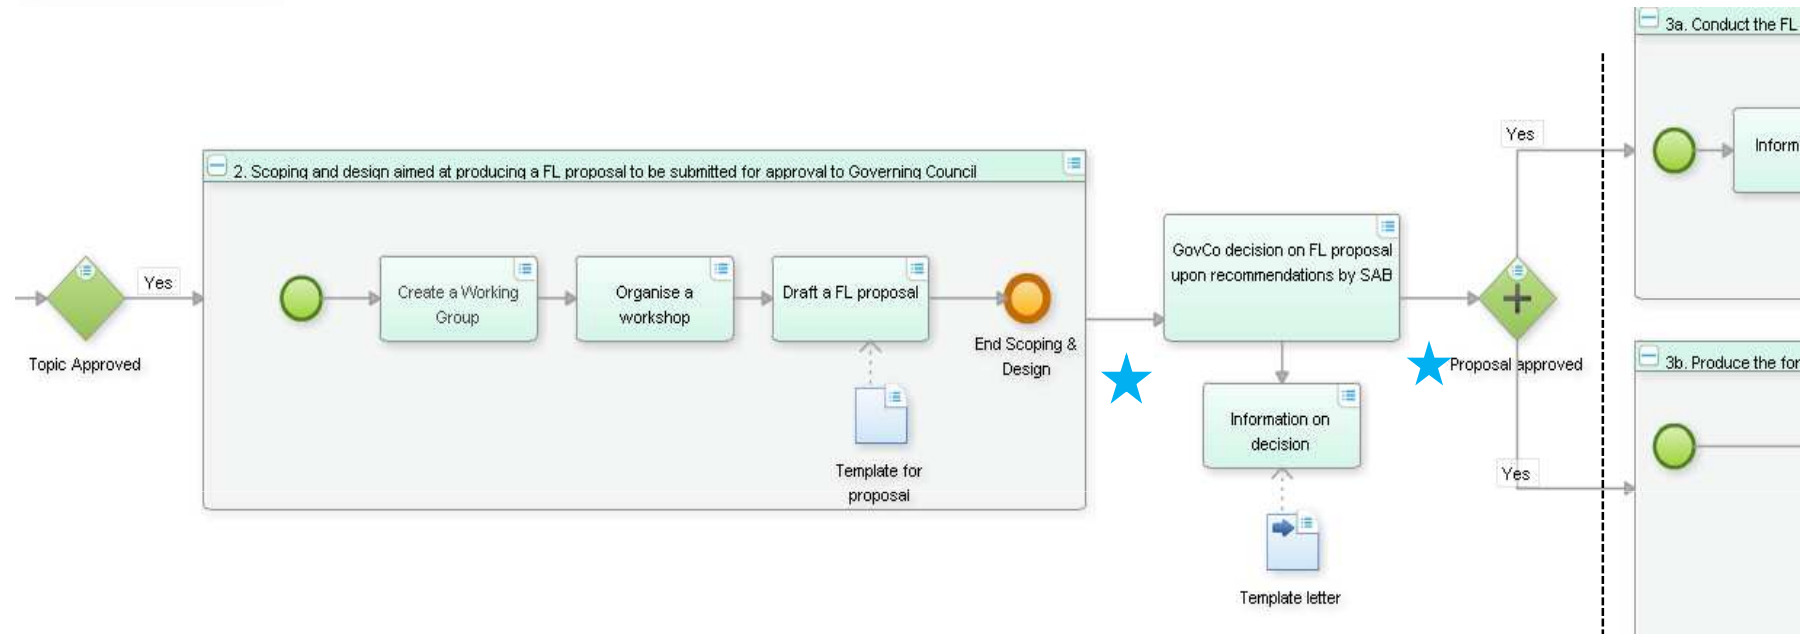 3a. Conduct the FL
Yes
2. Scoping and design aimed at producing a FL proposal to be submitted for approval to Governing Council
Inform
GovCo decision on FL proposal
upon recommendations by SAB
Yes
Create a Working
Group
Organise a
workshop
Draft a FL proposal
Topic Approved
End Scoping &
Design
Proposal approved
3b. Produce the for
Information on
decision
Template for
proposal
Yes
Template letter